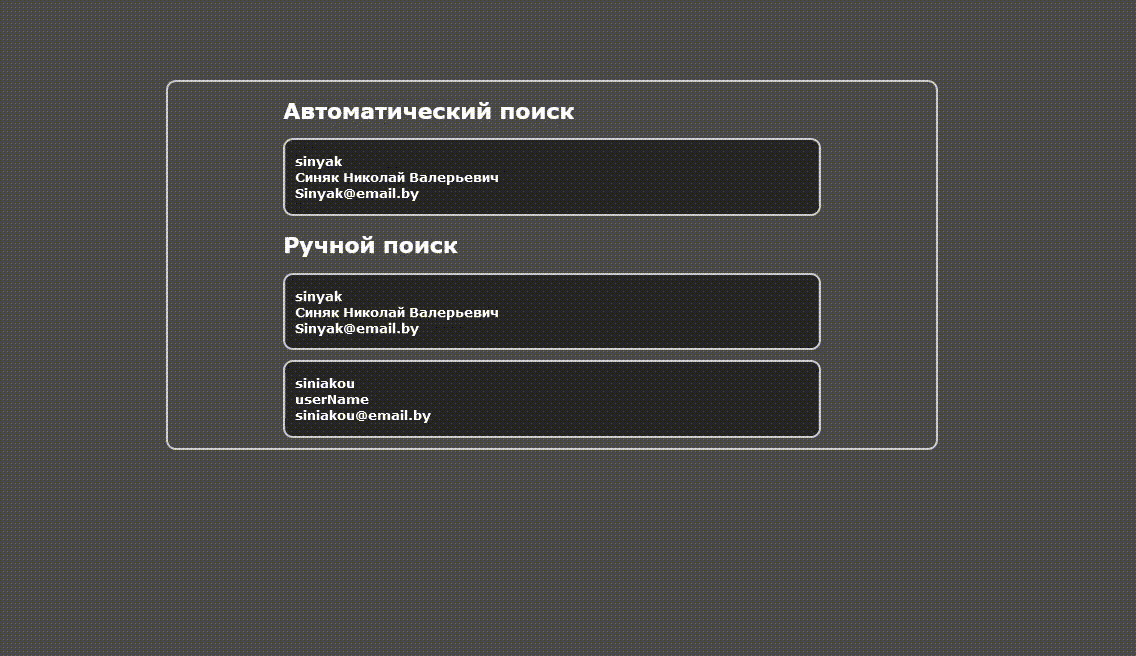 Автоматический поиск
sinyak
Синяк Николай Валерьевич
Sinyak@email.by
Ручной поиск
sinyak
Синяк Николай Валерьевич
Sinyak@email.by
siniakou
userName
siniakou@email.by